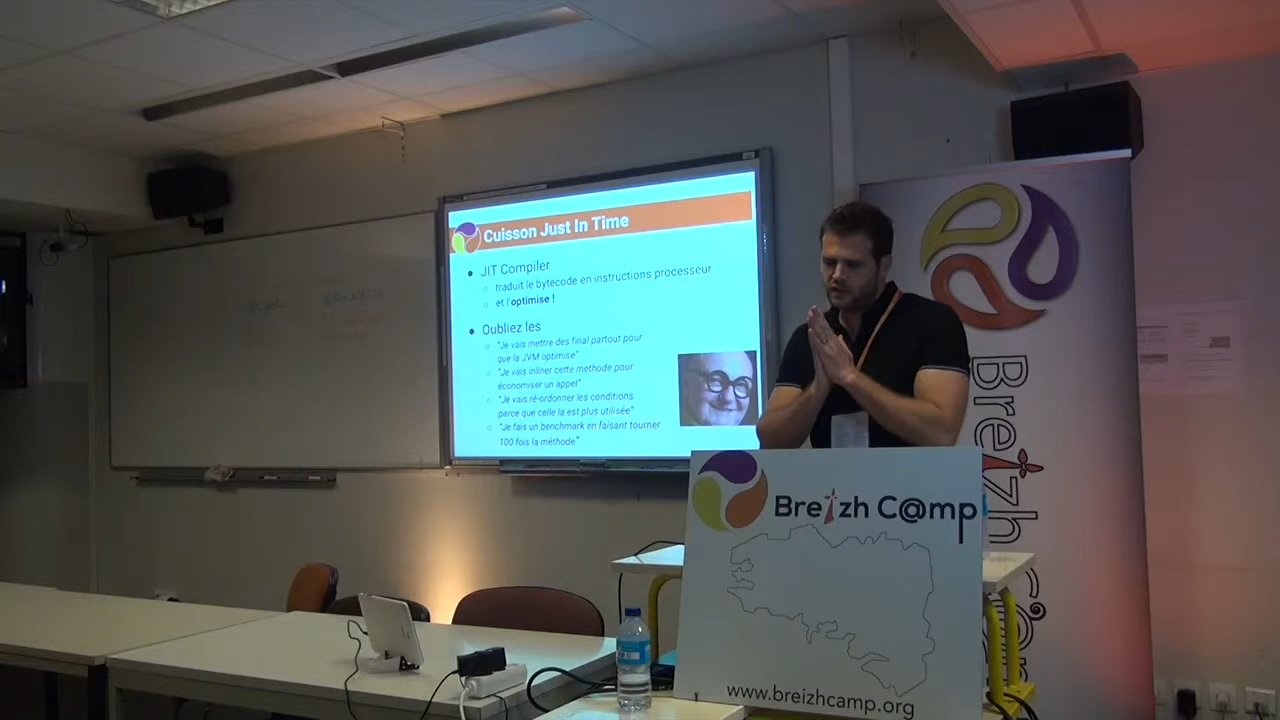 Cuisson Just In Time
● JIT Compiler
○ traduit le bytecode en instructions processeur
○ et l'optimise !
● Oubliez les
○ "Je vais mettre des final partout pour
que la JVM optimise"
○ "Je vais inliner cette methode pour
économiser un appel"
○ "Je vais ré-ordonner les conditions
parce que celle la est plus utilisée"
○ "Je fais un benchmark en faisant tourner
100 fois la méthode"
Breizh
Breizh C@mp
www.breizhcamp.org